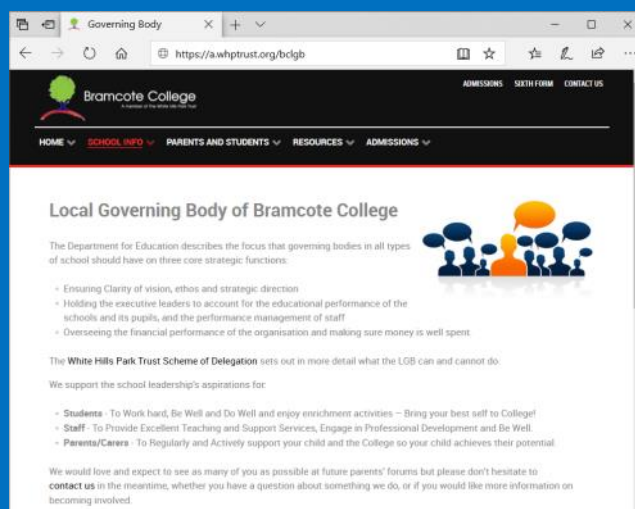 Governing Body
https://a.whptrust.org/bclgb
ADMISSIONS SIXTH FORM CONTACT US
Bramcote College
A member of the White Hills Park Trust
HOME SCHOOL INFO PARENTS AND STUDENTS RESOURCES ADMISSIONS
Local Governing Body of Bramcote College
The Department for Education describes the focus that governing bodies in all types
of school should have on three core strategic functions:
Ensuring Clarity of vision, ethos and strategic direction
Holding the executive leaders to account for the educational performance of the
schools and its pupils, and the performance management of staff
Overseeing the financial performance of the organisation and making sure money is well spent
The White Hills Park Trust Scheme of Delegation sets out in more detail what the LGB can and cannot do.
We support the school leadership's aspirations for:
Students - To Work hard, Be Well and Do Well and enjoy enrichment activities – Bring your best self to College!
Staff - To Provide Excellent Teaching and Support Services, Engage in Professional Development and Be Well.
Parents/Carers - To Regularly and Actively support your child and the College so your child achieves their potential.
We would love and expect to see as many of you as possible at future parents' forums but please don't hesitate to
contact us in the meantime, whether you have a question about something we do, or if you would like more information on
becoming involved.